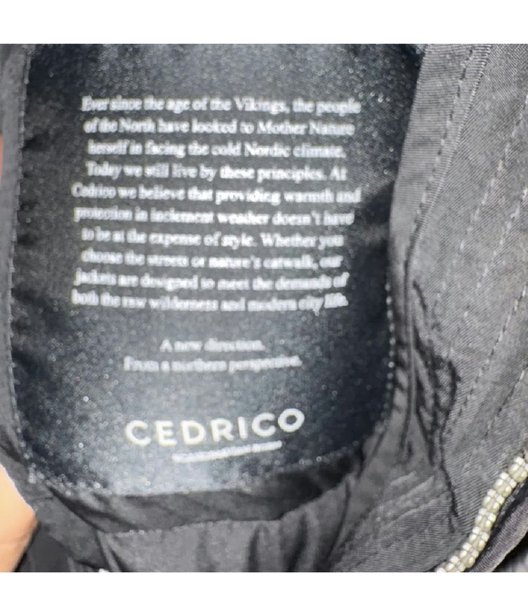 Ever since the age of the Vikings, the people
of the North have looked to Mother Nature
herself in facing the cold Nordic climate.
Today we still live by these principles. At
Cedrico we believe that providing warmth and
protection in inclement weather doesn't have
to be at the expense of style. Whether you
choose the streets or nature's catwalk, our
jackets are designed to meet the demands of
both the raw wilderness and modern city life.
A new direction.
From a northern perspective.
CEDRICO